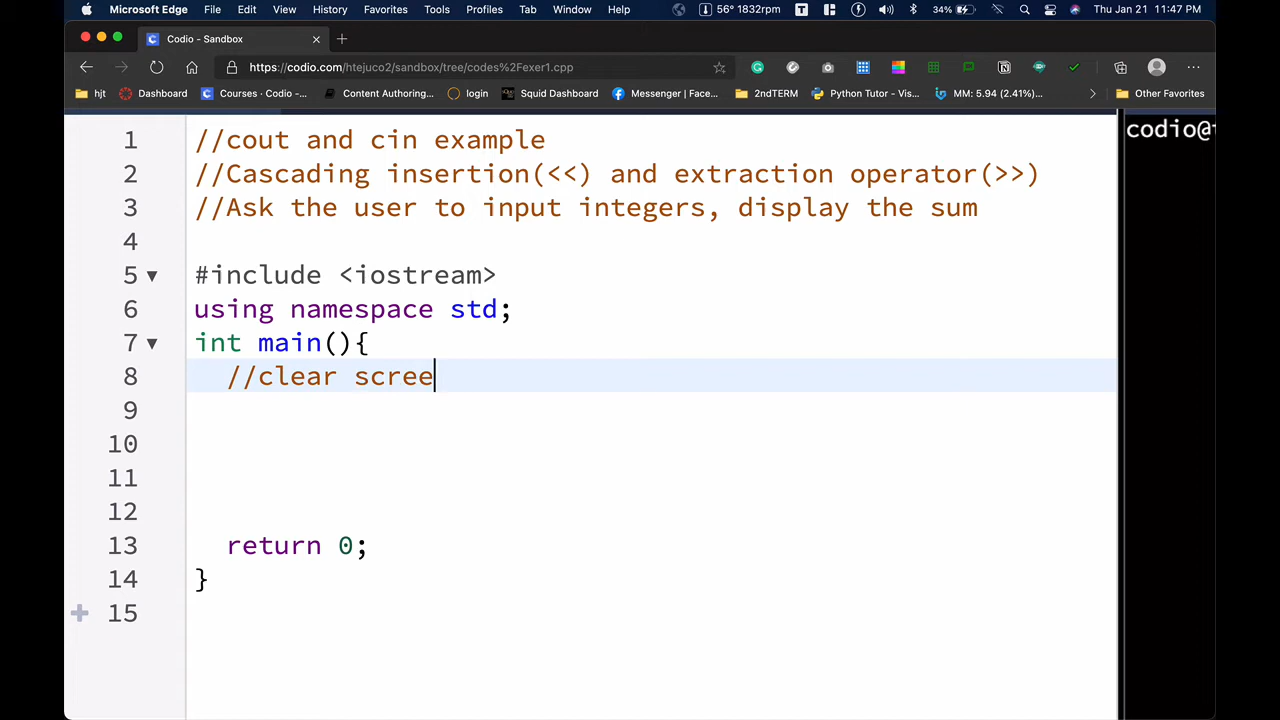 Microsoft Edge File Edit View History Favorites Tools Profiles Tab Window Help 56° 1832rpm T 34% Thu Jan 21 11:47 PM
Codio - Sandbox
https://codio.com/htejuco2/sandbox/tree/codes%2Fexer1.cpp
hjt Dashboard Courses - Codio -... Content Authoring... login Squid Dashboard Messenger | Face... 2ndTERM Python Tutor - Vis... MM: 5.94 (2.41%)... Other Favorites
1 //cout and cin example
2 //Cascading insertion(<<) and extraction operator(>>)
3 //Ask the user to input integers, display the sum
4
5 #include <iostream>
6 using namespace std;
7 int main(){
8 //clear scree
9
10
11
12
13 return 0;
14 }
15
codio@